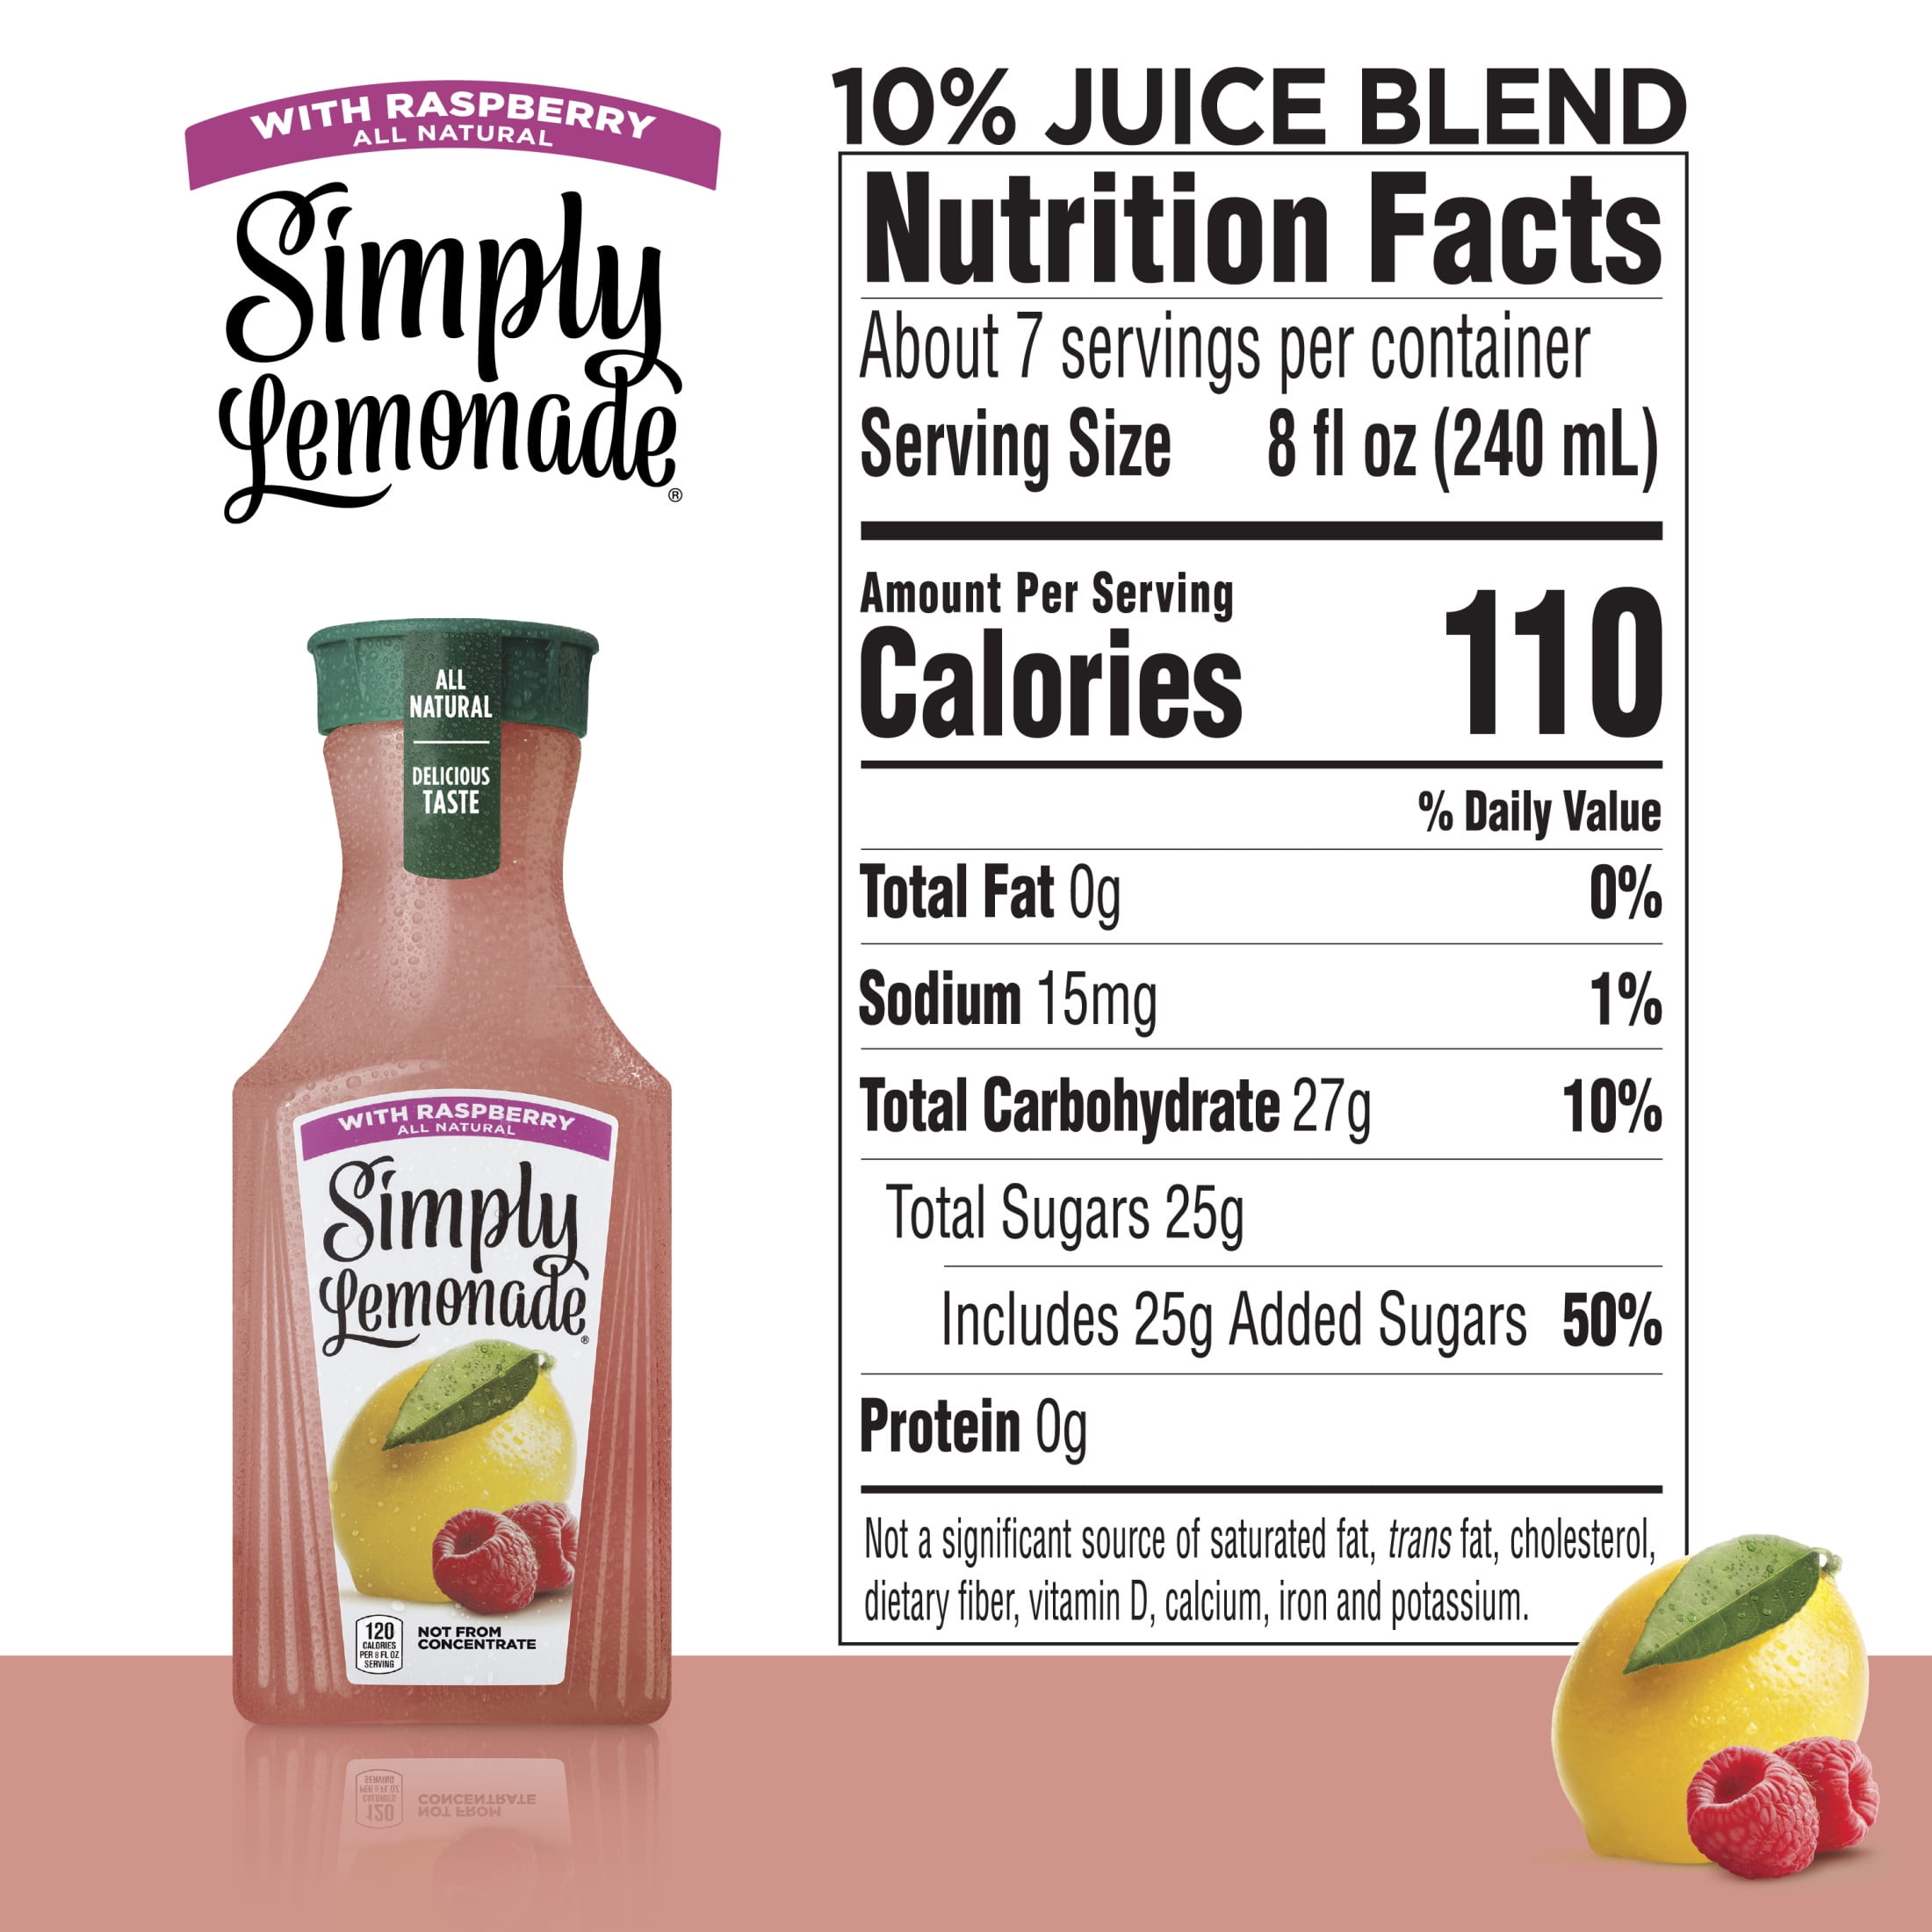 WITH RASPBERRY
ALL NATURAL
Simply
Lemonade®
ALL
NATURAL
DELICIOUS
TASTE
WITH RASPBERRY
ALL NATURAL
Simply
Lemonade®
120
CALORIES
PER 8 FL OZ
SERVING
NOT FROM
CONCENTRATE
10% JUICE BLEND
Nutrition Facts
About 7 servings per container
Serving Size 8 fl oz (240 mL)
Amount Per Serving
Calories 110
% Daily Value
Total Fat 0g 0%
Sodium 15mg 1%
Total Carbohydrate 27g 10%
Total Sugars 25g
Includes 25g Added Sugars 50%
Protein 0g
Not a significant source of saturated fat, trans fat, cholesterol,
dietary fiber, vitamin D, calcium, iron and potassium.